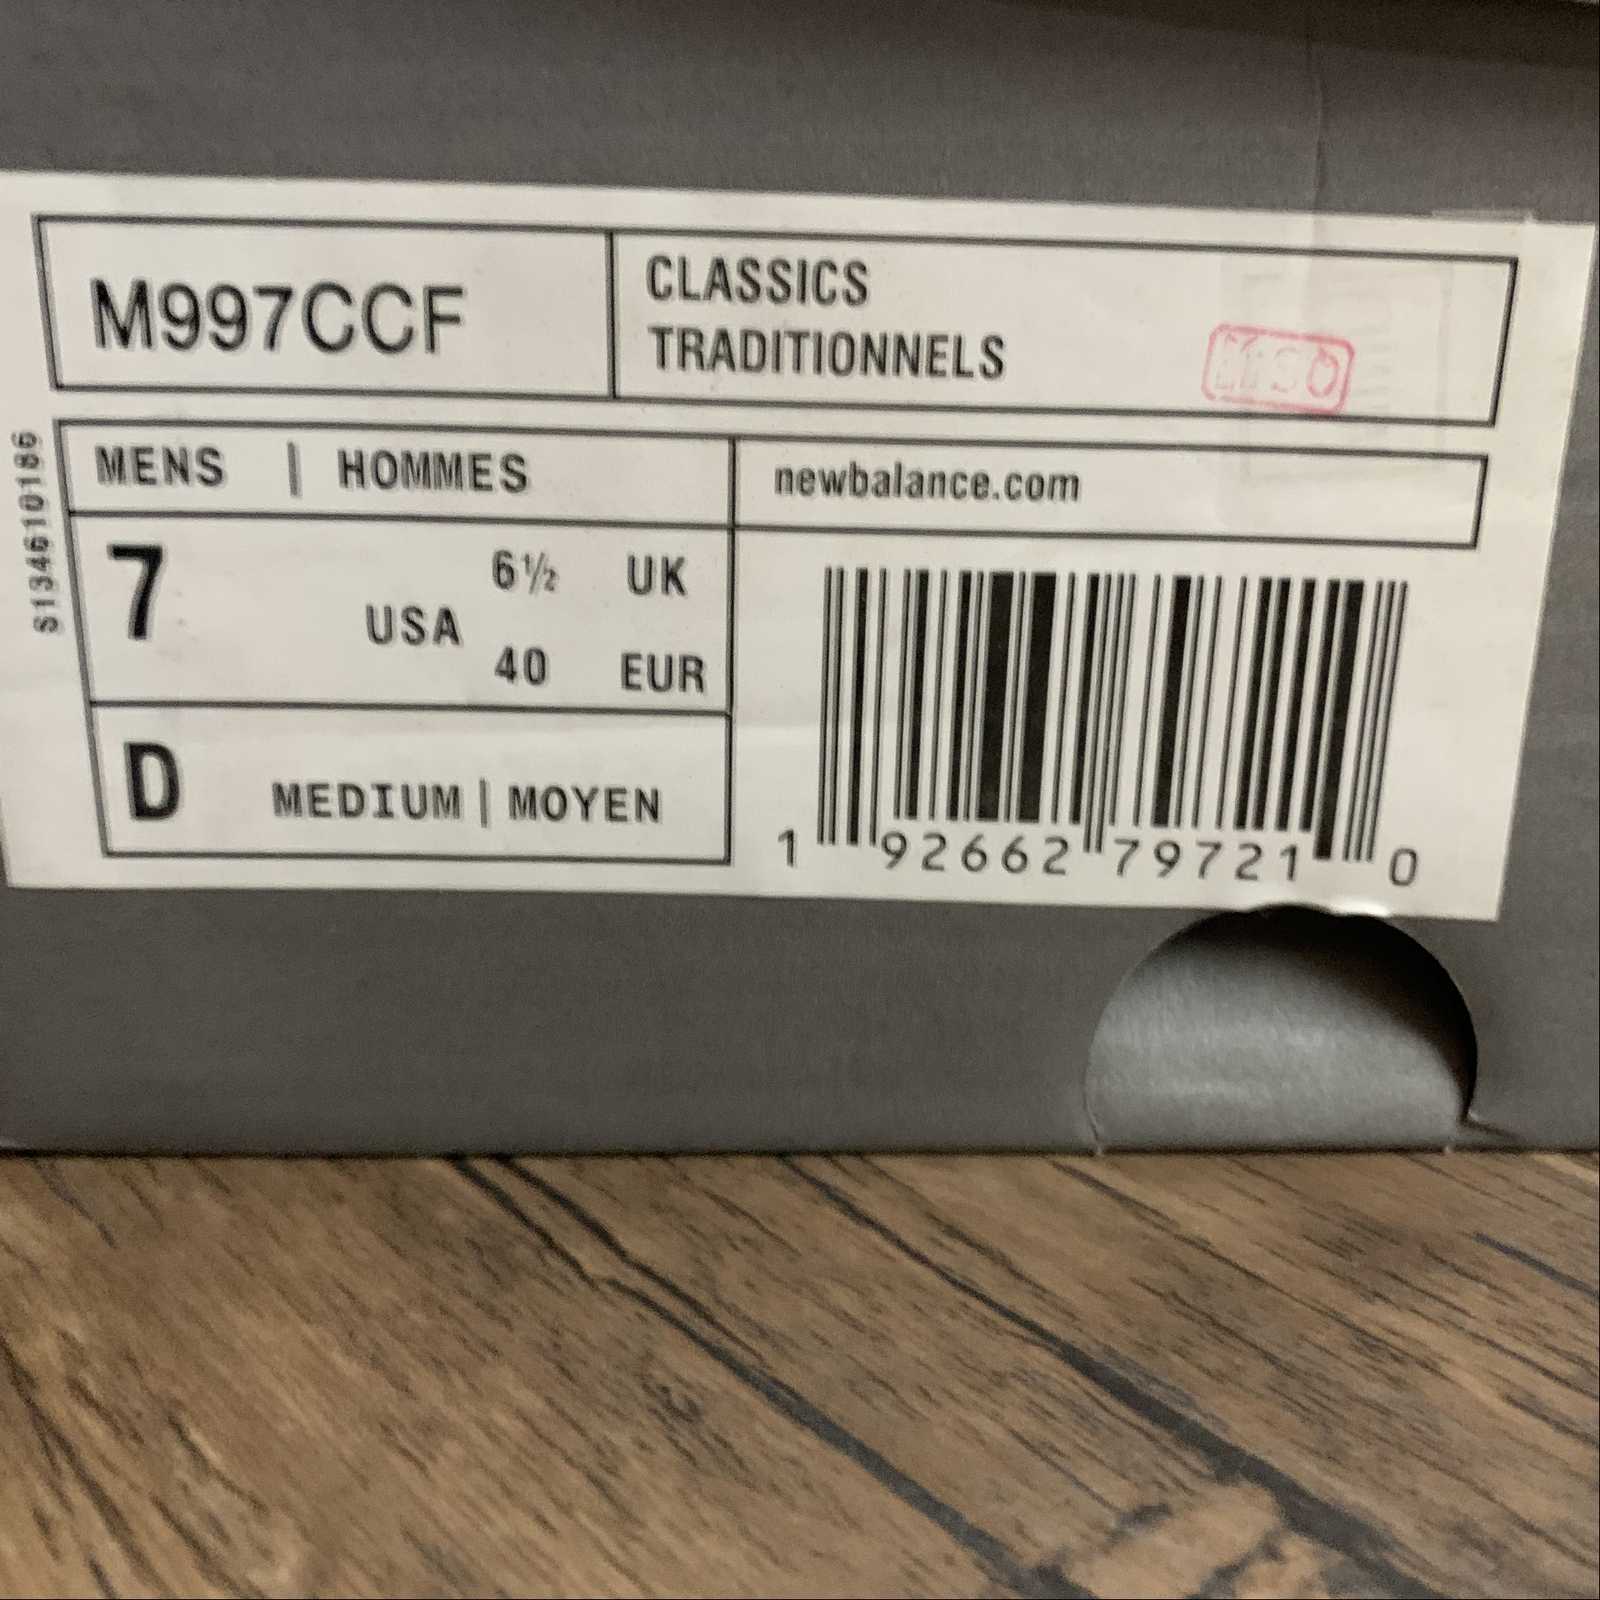 M997CCF
CLASSICS
TRADITIONNELS
MENS | HOMMES
newbalance.com
7 USA
6½ UK
40 EUR
D MEDIUM | MOYEN
1 92662 79721 0
S13461010186